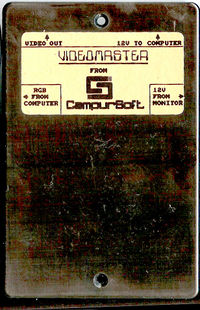 VIDEO OUT 12V TO COMPUTER
VIDEOMASTER
FROM
RGB FROM COMPUTER
12V FROM MONITOR
CampurSoft